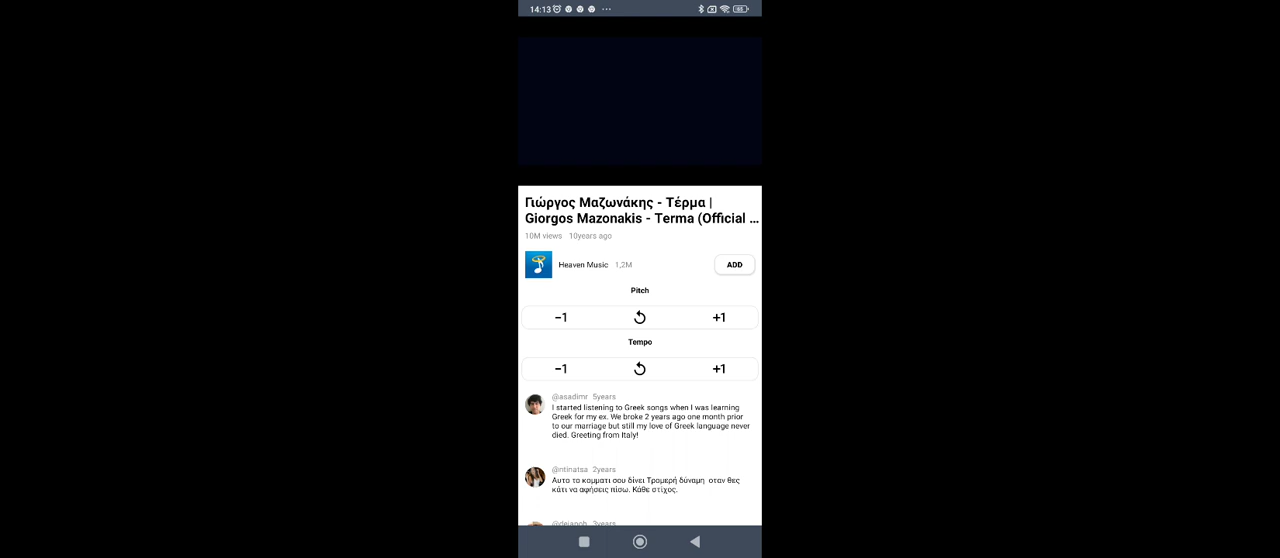 14:13
Γιώργος Μαζωνάκης - Τέρμα |
Giorgos Mazonakis - Terma (Official ...
10M views 10years ago
Heaven Music 1,2M
ADD
Pitch
−1 +1
Tempo
−1 +1
@asadimr 5years
I started listening to Greek songs when I was learning
Greek for my ex. We broke 2 years ago one month prior
to our marriage but still my love of Greek language never
died. Greeting from Italy!
@ntinatsa 2years
Αυτο το κομματι σου δίνει Τρομερή δύναμη οταν θες
κάτι να αφήσεις πίσω. Κάθε στίχος.
3years